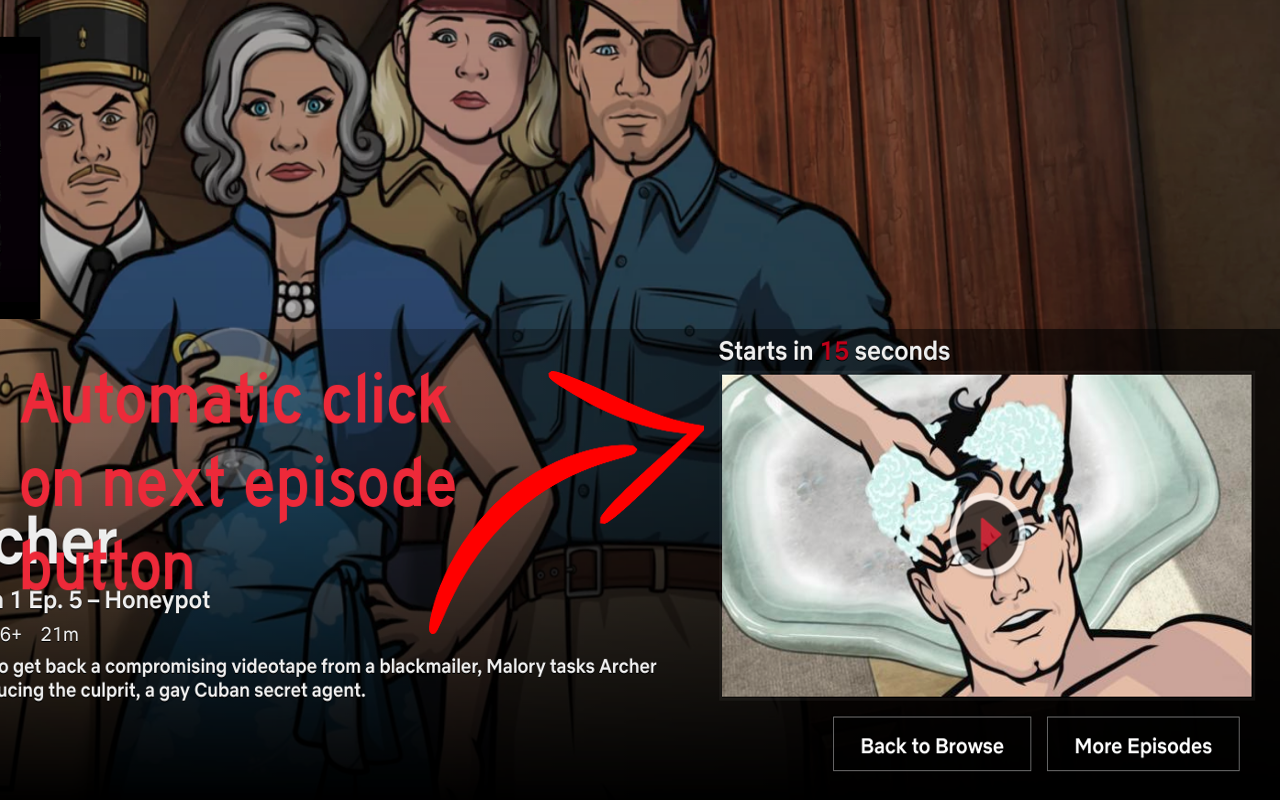 Starts in 15 seconds
Automatic click
on next episode
button
cher
1 Ep. 5 – Honeypot
6+ 21m
o get back a compromising videotape from a blackmailer, Malory tasks Archer
ucing the culprit, a gay Cuban secret agent.
Back to Browse
More Episodes